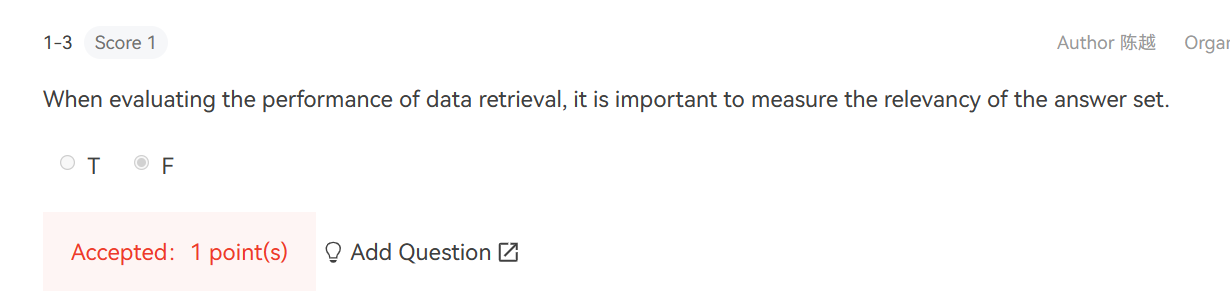 1-3 Score 1 Author 陈越 Organ
When evaluating the performance of data retrieval, it is important to measure the relevancy of the answer set.
T F
Accepted: 1 point(s) Add Question